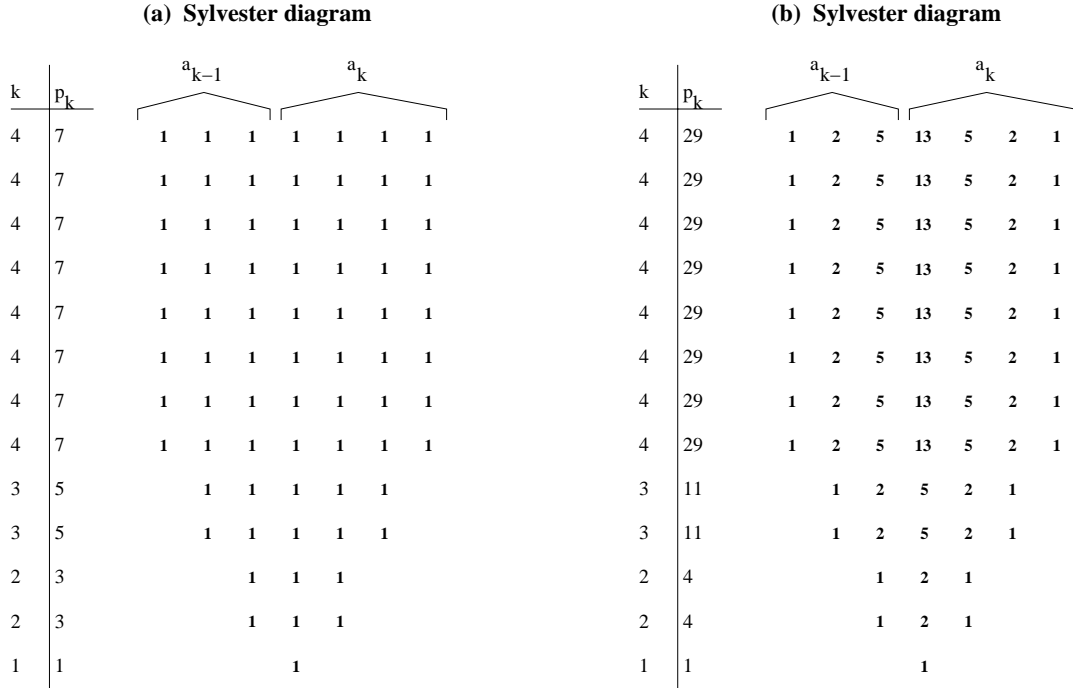 (a) Sylvester diagram
a_{k−1} a_k
k p_k
4 7 1 1 1 1 1 1 1
4 7 1 1 1 1 1 1 1
4 7 1 1 1 1 1 1 1
4 7 1 1 1 1 1 1 1
4 7 1 1 1 1 1 1 1
4 7 1 1 1 1 1 1 1
4 7 1 1 1 1 1 1 1
4 7 1 1 1 1 1 1 1
3 5 1 1 1 1 1
3 5 1 1 1 1 1
2 3 1 1 1
2 3 1 1 1
1 1 1
(b) Sylvester diagram
a_{k−1} a_k
k p_k
4 29 1 2 5 13 5 2 1
4 29 1 2 5 13 5 2 1
4 29 1 2 5 13 5 2 1
4 29 1 2 5 13 5 2 1
4 29 1 2 5 13 5 2 1
4 29 1 2 5 13 5 2 1
4 29 1 2 5 13 5 2 1
4 29 1 2 5 13 5 2 1
3 11 1 2 5 2 1
3 11 1 2 5 2 1
2 4 1 2 1
2 4 1 2 1
1 1 1